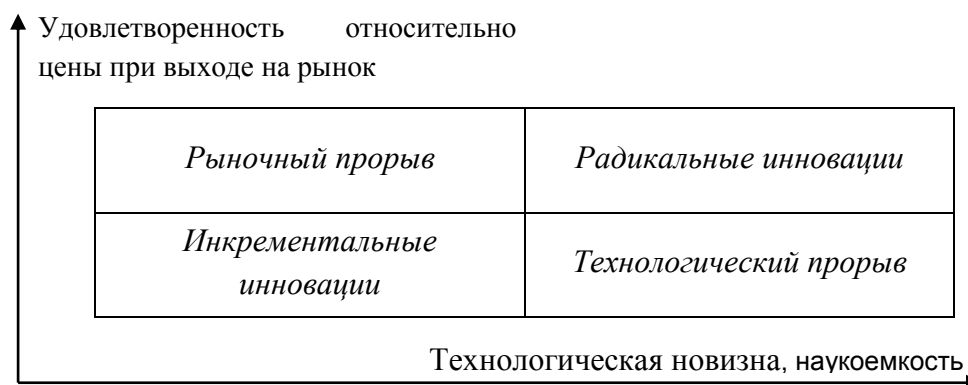 Удовлетворенность относительно
цены при выходе на рынок
Рыночный прорыв
Радикальные инновации
Инкрементальные
инновации
Технологический прорыв
Технологическая новизна, наукоемкость